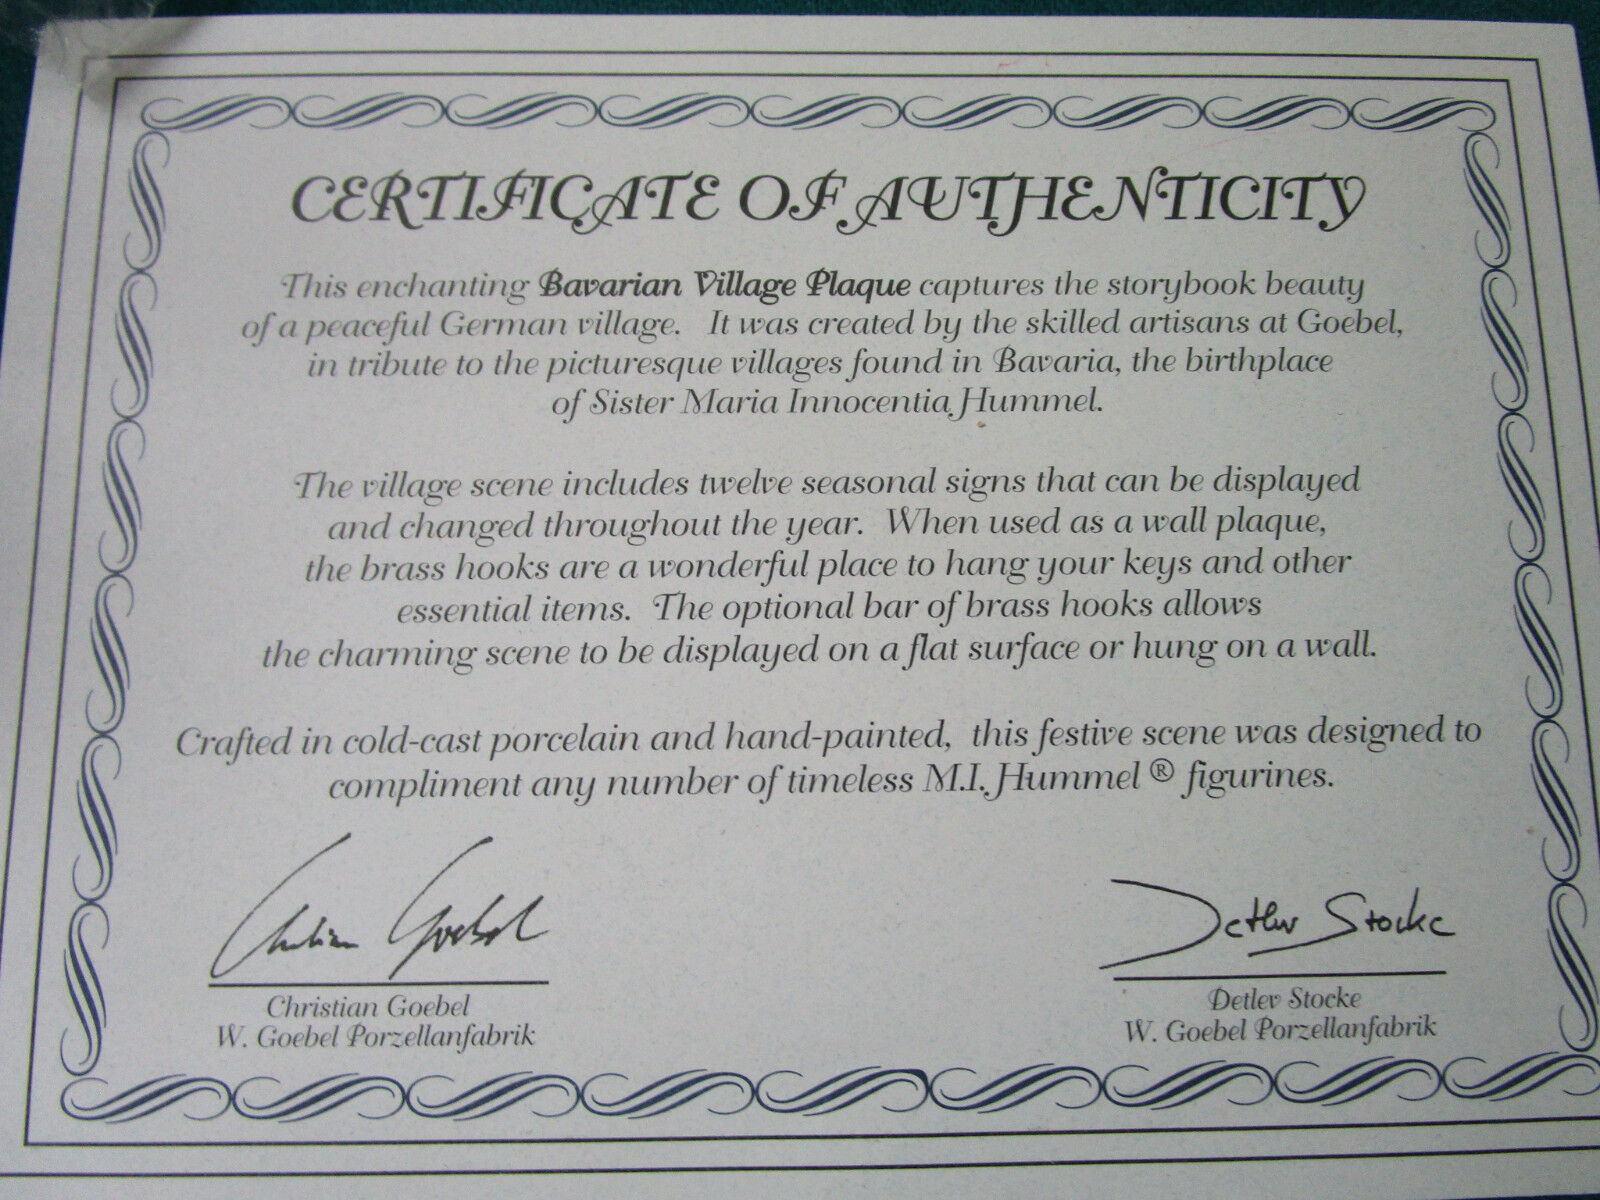 CERTIFICATE OF AUTHENTICITY
This enchanting Bavarian Village Plaque captures the storybook beauty
of a peaceful German village. It was created by the skilled artisans at Goebel,
in tribute to the picturesque villages found in Bavaria, the birthplace
of Sister Maria Innocentia Hummel.
The village scene includes twelve seasonal signs that can be displayed
and changed throughout the year. When used as a wall plaque,
the brass hooks are a wonderful place to hang your keys and other
essential items. The optional bar of brass hooks allows
the charming scene to be displayed on a flat surface or hung on a wall.
Crafted in cold-cast porcelain and hand-painted, this festive scene was designed to
compliment any number of timeless M.I. Hummel ® figurines.
Christian Goebel Detlev Stocke
Christian Goebel Detlev Stocke
W. Goebel Porzellanfabrik W. Goebel Porzellanfabrik